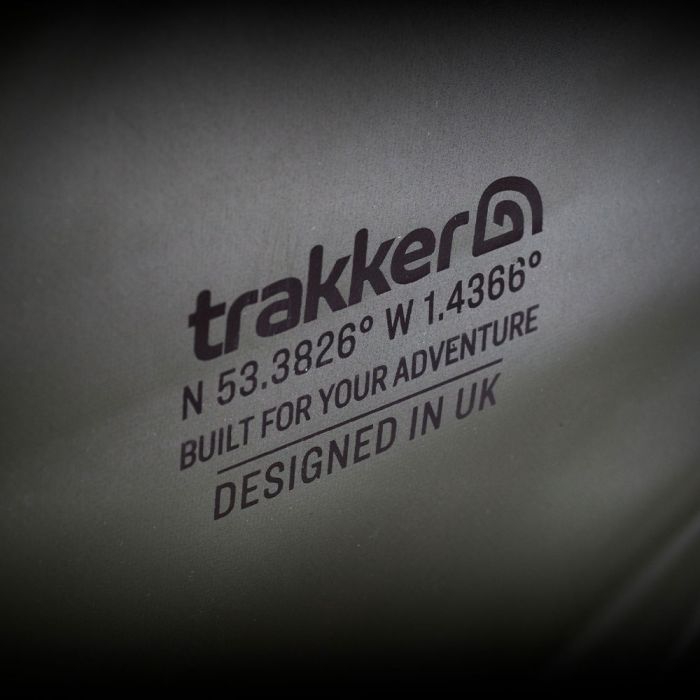 trakker
N 53.3826° W 1.4366°
BUILT FOR YOUR ADVENTURE
DESIGNED IN UK